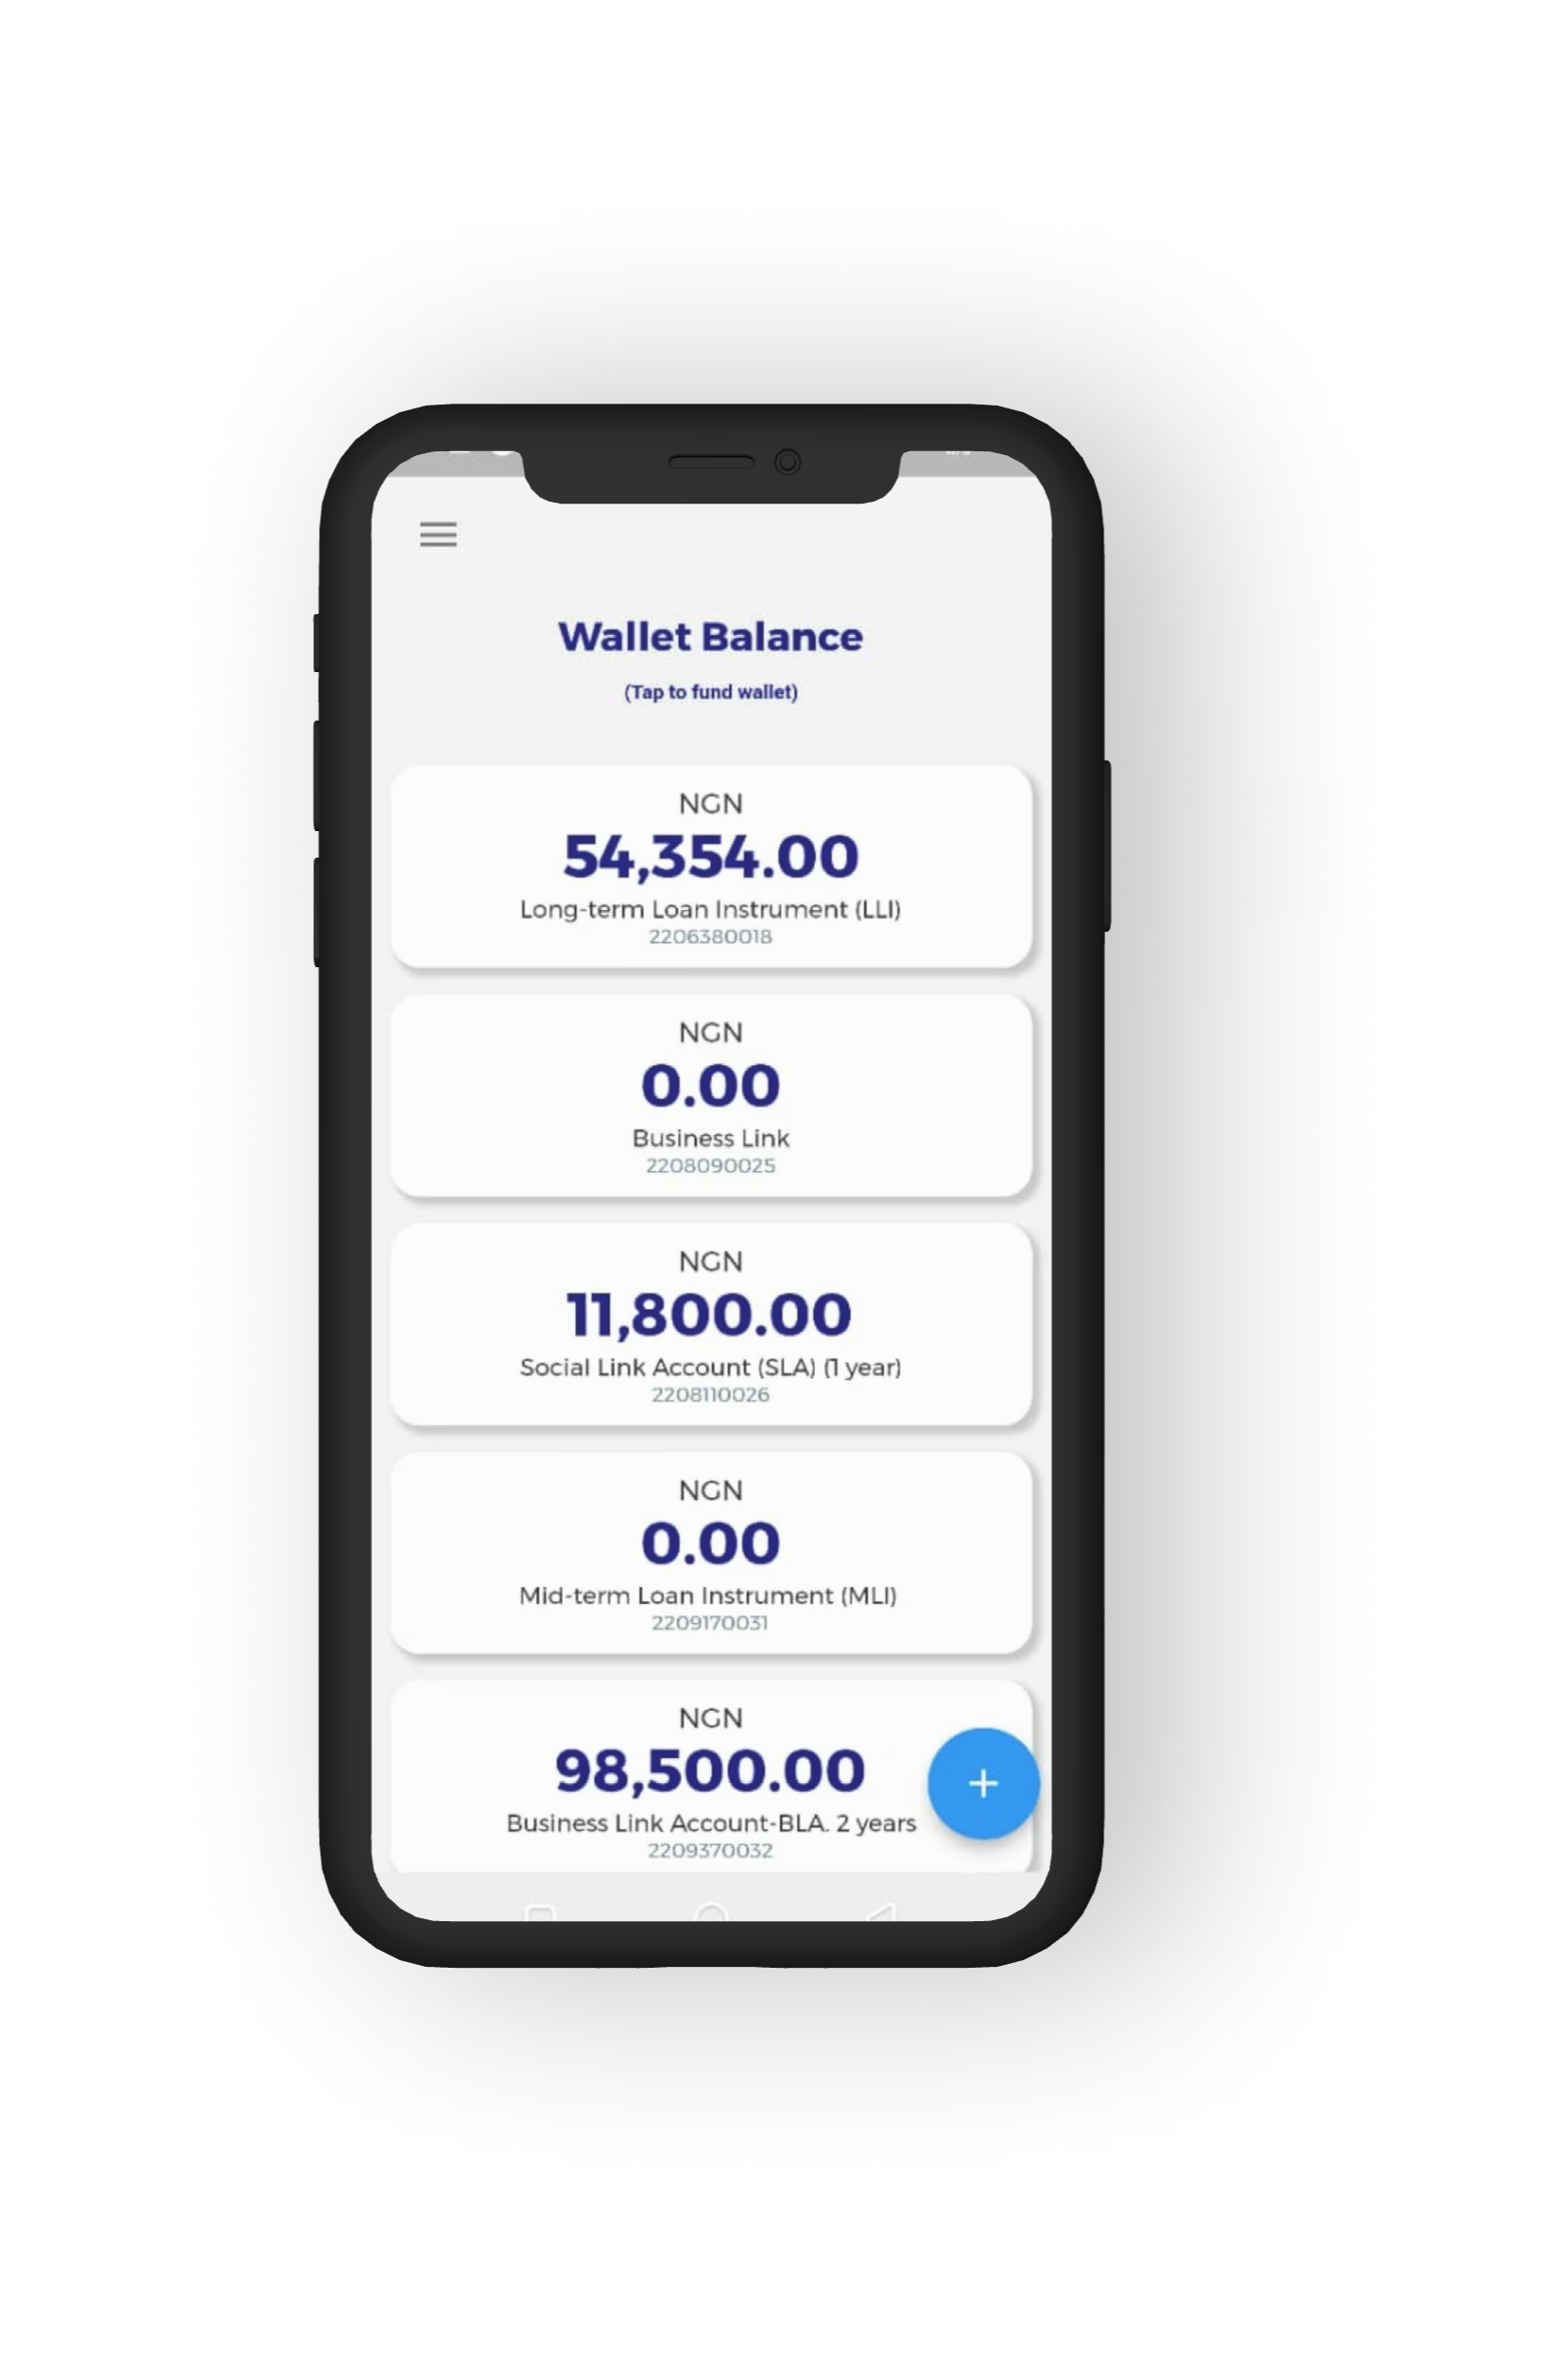 Wallet Balance
(Tap to fund wallet)
NGN
54,354.00
Long-term Loan Instrument (LLI)
2206380018
NGN
0.00
Business Link
2208090025
NGN
11,800.00
Social Link Account (SLA) (1 year)
2208110026
NGN
0.00
Mid-term Loan Instrument (MLI)
2209170031
NGN
98,500.00
Business Link Account-BLA. 2 years
2209370032